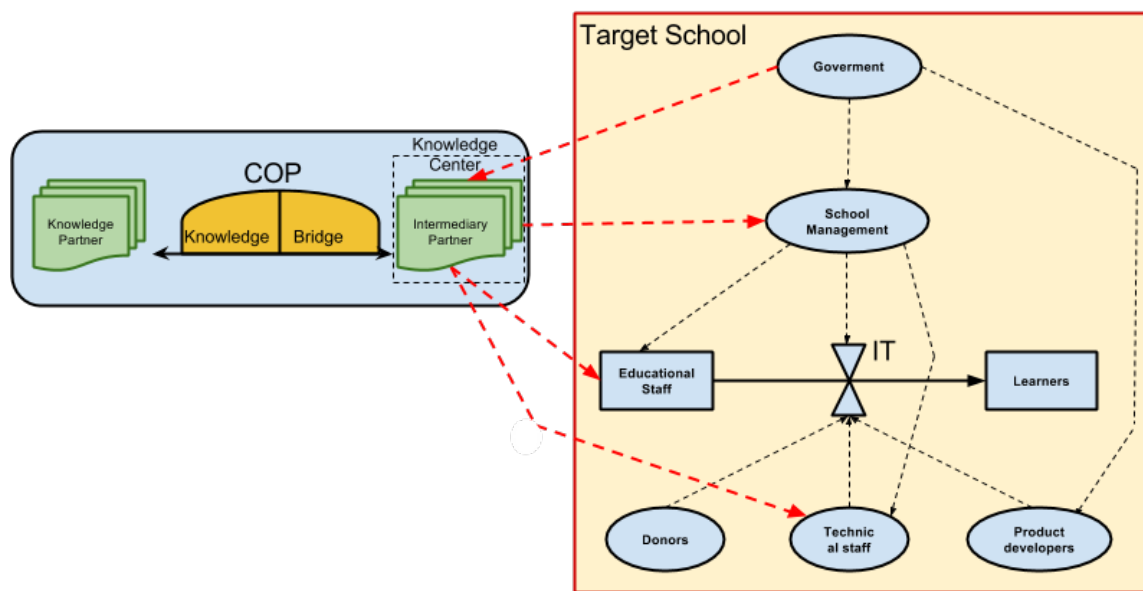 Target School
Goverment
Knowledge
Center
COP
Knowledge
Partner
Knowledge
Bridge
Intermediary
Partner
School
Management
IT
Educational
Staff
Learners
Donors
Technic
al staff
Product
developers